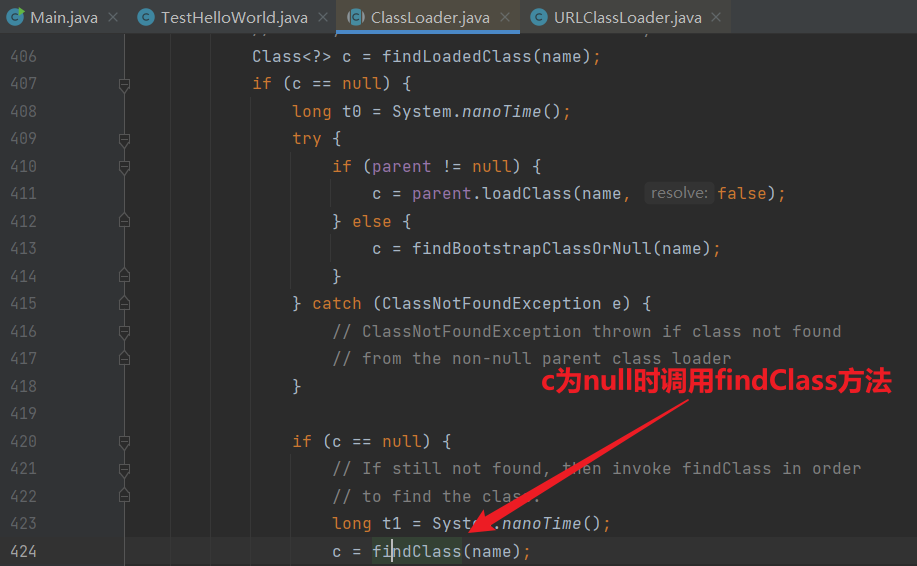 Main.java TestHelloWorld.java ClassLoader.java URLClassLoader.java
406 Class<?> c = findLoadedClass(name);
407 if (c == null) {
408 long t0 = System.nanoTime();
409 try {
410 if (parent != null) {
411 c = parent.loadClass(name, resolve: false);
412 } else {
413 c = findBootstrapClassOrNull(name);
414 }
415 } catch (ClassNotFoundException e) {
416 // ClassNotFoundException thrown if class not found
417 // from the non-null parent class loader
418 }
c为null时调用findClass方法
419
420 if (c == null) {
421 // If still not found, then invoke findClass in order
422 // to find the class.
423 long t1 = System.nanoTime();
424 c = findClass(name);